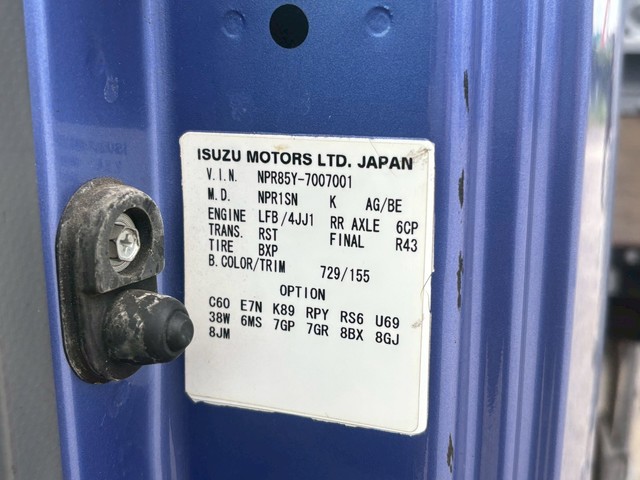 ISUZU MOTORS LTD. JAPAN
V.I.N. NPR85Y-7007001
M.D. NPR1SN K AG/BE
ENGINE LFB/4JJ1 RR AXLE 6CP
TRANS. RST FINAL R43
TIRE BXP
B.COLOR/TRIM 729/155
OPTION
C60 E7N K89 RPY RS6 U69
38W 6MS 7GP 7GR 8BX 8GJ
8JM